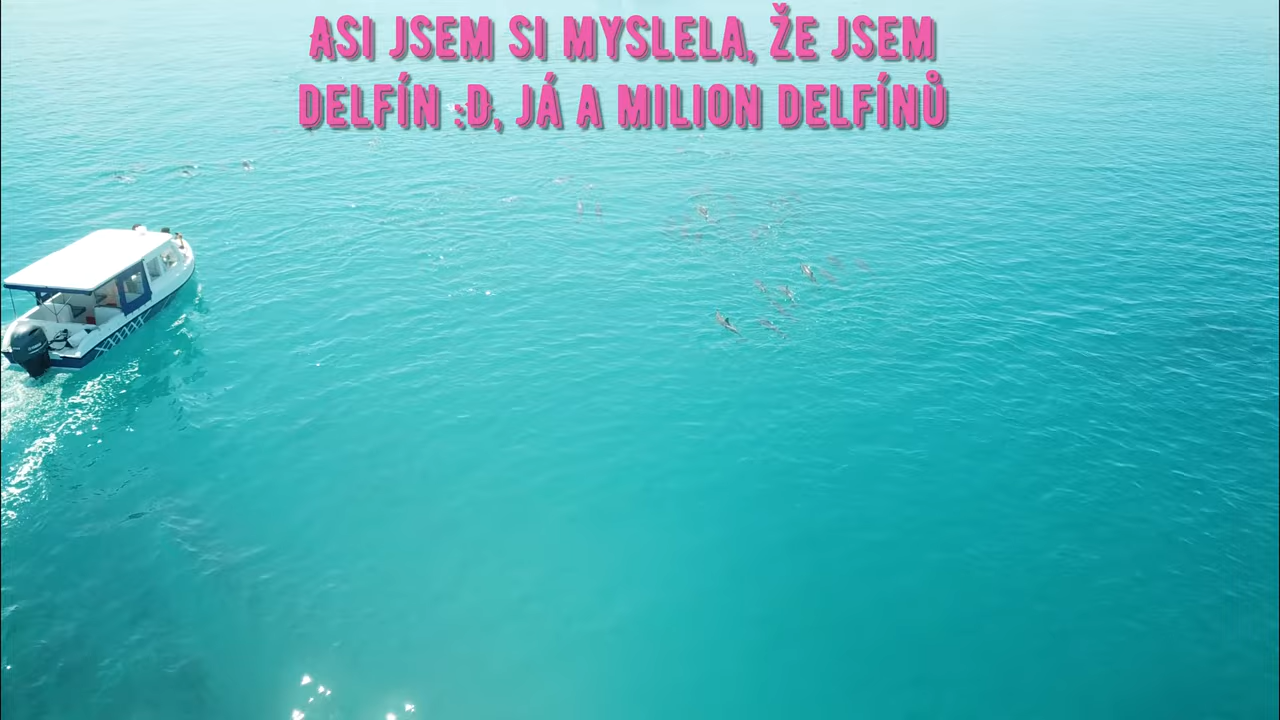 ASI JSEM SI MYSLELA, ŽE JSEM
DELFÍN :D, JÁ A MILION DELFÍNŮ